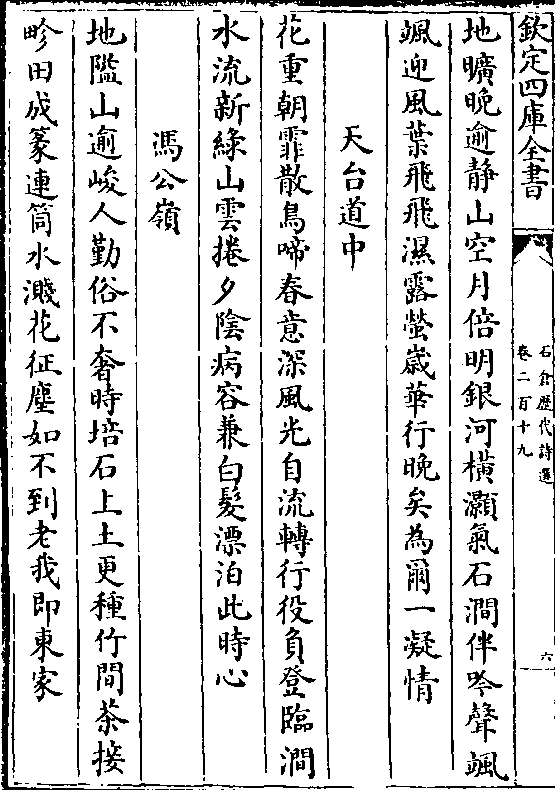 欽定四庫全書
石倉歴代詩選
卷二百十九
六
地曠晩逾静山空月倍明銀河橫灝氣石澗伴吟聲颯
颯迎風葉飛飛濕露螢歲華行晚矣為爾一凝情
天台道中
花重朝霏散鳥啼春意深風光自流轉行役負登臨澗
水流新綠山雲捲夕陰病容兼白髮漂泊此時心
馮公嶺
地隘山逾峻人勤俗不奢時培石上土更種竹間茶接
畛田成篆連筒水濺花征塵如不到老我即東家